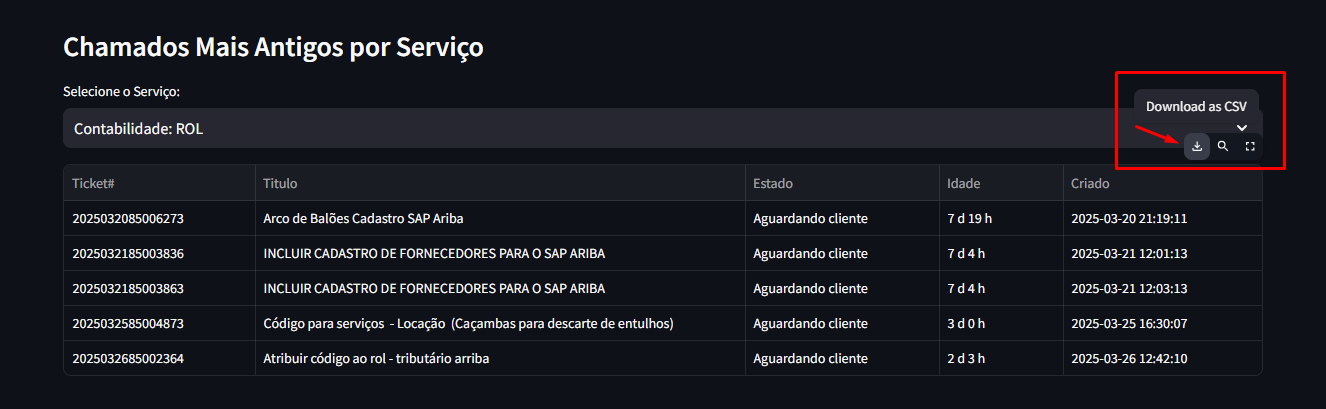 Chamados Mais Antigos por Serviço
Selecione o Serviço:
Download as CSV
Contabilidade: ROL
Ticket# Titulo Estado Idade Criado
2025032085006273 Arco de Balões Cadastro SAP Ariba Aguardando cliente 7 d 19 h 2025-03-20 21:19:11
2025032185003836 INCLUIR CADASTRO DE FORNECEDORES PARA O SAP ARIBA Aguardando cliente 7 d 4 h 2025-03-21 12:01:13
2025032185003863 INCLUIR CADASTRO DE FORNECEDORES PARA O SAP ARIBA Aguardando cliente 7 d 4 h 2025-03-21 12:03:13
2025032585004873 Código para serviços - Locação (Caçambas para descarte de entulhos) Aguardando cliente 3 d 0 h 2025-03-25 16:30:07
2025032685002364 Atribuir código ao rol - tributário arriba Aguardando cliente 2 d 3 h 2025-03-26 12:42:10